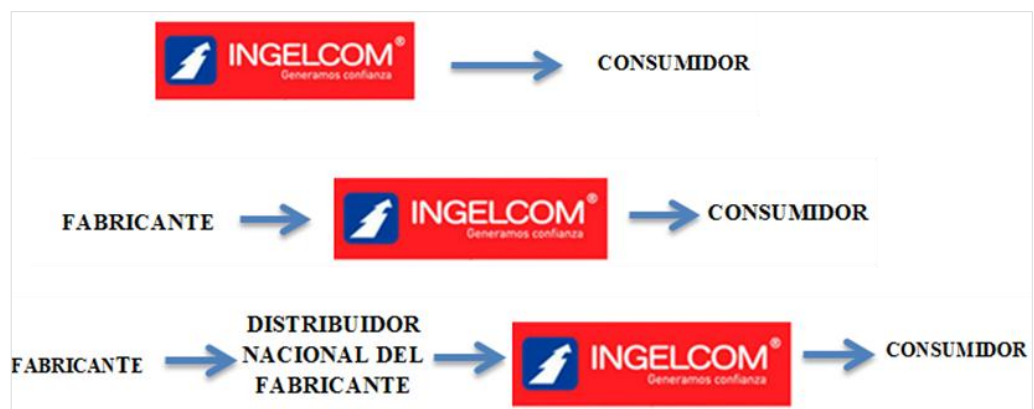 INGELCOM®
Generamos confianza
CONSUMIDOR
FABRICANTE
INGELCOM®
Generamos confianza
CONSUMIDOR
FABRICANTE
DISTRIBUIDOR
NACIONAL DEL
FABRICANTE
INGELCOM®
Generamos confianza
CONSUMIDOR